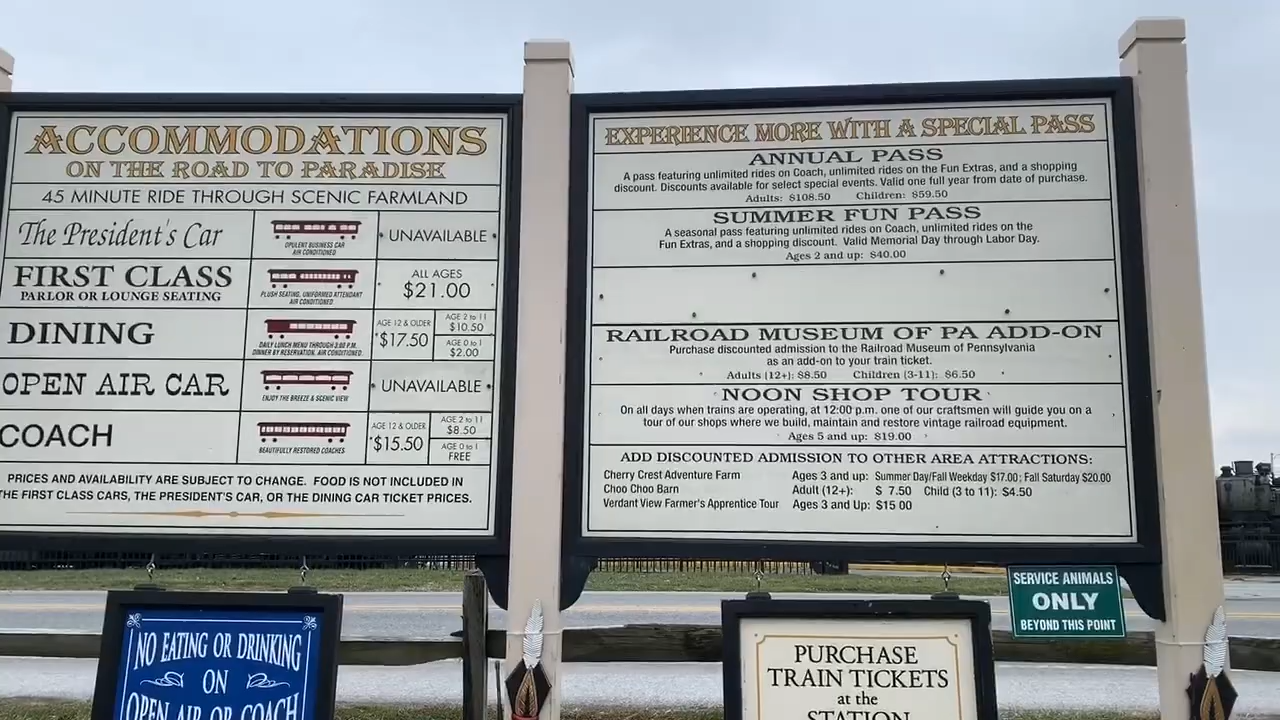 ACCOMMODATIONS
ON THE ROAD TO PARADISE
45 MINUTE RIDE THROUGH SCENIC FARMLAND
The President's Car
OPULENT BUSINESS CAR
AIR CONDITIONED
UNAVAILABLE
FIRST CLASS
PARLOR OR LOUNGE SEATING
PLUSH SEATING, UNIFORMED ATTENDANT
AIR CONDITIONED
ALL AGES
$21.00
DINING
DAILY LUNCH MENU THROUGH 3:00 P.M.
DINNER BY RESERVATION. AIR CONDITIONED.
AGE 12 & OLDER
$17.50
AGE 2 to 11
$10.50
AGE 0 to 1
$2.00
OPEN AIR CAR
ENJOY THE BREEZE & SCENIC VIEW
UNAVAILABLE
COACH
BEAUTIFULLY RESTORED COACHES
AGE 12 & OLDER
$15.50
AGE 2 to 11
$8.50
AGE 0 to 1
FREE
PRICES AND AVAILABILITY ARE SUBJECT TO CHANGE. FOOD IS NOT INCLUDED IN
THE FIRST CLASS CARS, THE PRESIDENT'S CAR, OR THE DINING CAR TICKET PRICES.
EXPERIENCE MORE WITH A SPECIAL PASS
ANNUAL PASS
A pass featuring unlimited rides on Coach, unlimited rides on the Fun Extras, and a shopping
discount. Discounts available for select special events. Valid one full year from date of purchase.
Adults: $108.50 Children: $59.50
SUMMER FUN PASS
A seasonal pass featuring unlimited rides on Coach, unlimited rides on the
Fun Extras, and a shopping discount. Valid Memorial Day through Labor Day.
Ages 2 and up: $40.00
RAILROAD MUSEUM OF PA ADD-ON
Purchase discounted admission to the Railroad Museum of Pennsylvania
as an add-on to your train ticket.
Adults (12+): $8.50 Children (3-11): $6.50
NOON SHOP TOUR
On all days when trains are operating, at 12:00 p.m. one of our craftsmen will guide you on a
tour of our shops where we build, maintain and restore vintage railroad equipment.
Ages 5 and up: $19.00
ADD DISCOUNTED ADMISSION TO OTHER AREA ATTRACTIONS:
Cherry Crest Adventure Farm Ages 3 and up: Summer Day/Fall Weekday $17.00; Fall Saturday $20.00
Choo Choo Barn Adult (12+): $ 7.50 Child (3 to 11): $4.50
Verdant View Farmer's Apprentice Tour Ages 3 and Up: $15 00
SERVICE ANIMALS
ONLY
BEYOND THIS POINT
NO EATING OR DRINKING
ON
OPEN AIR OR COACH
PURCHASE
TRAIN TICKETS
at the
STATION